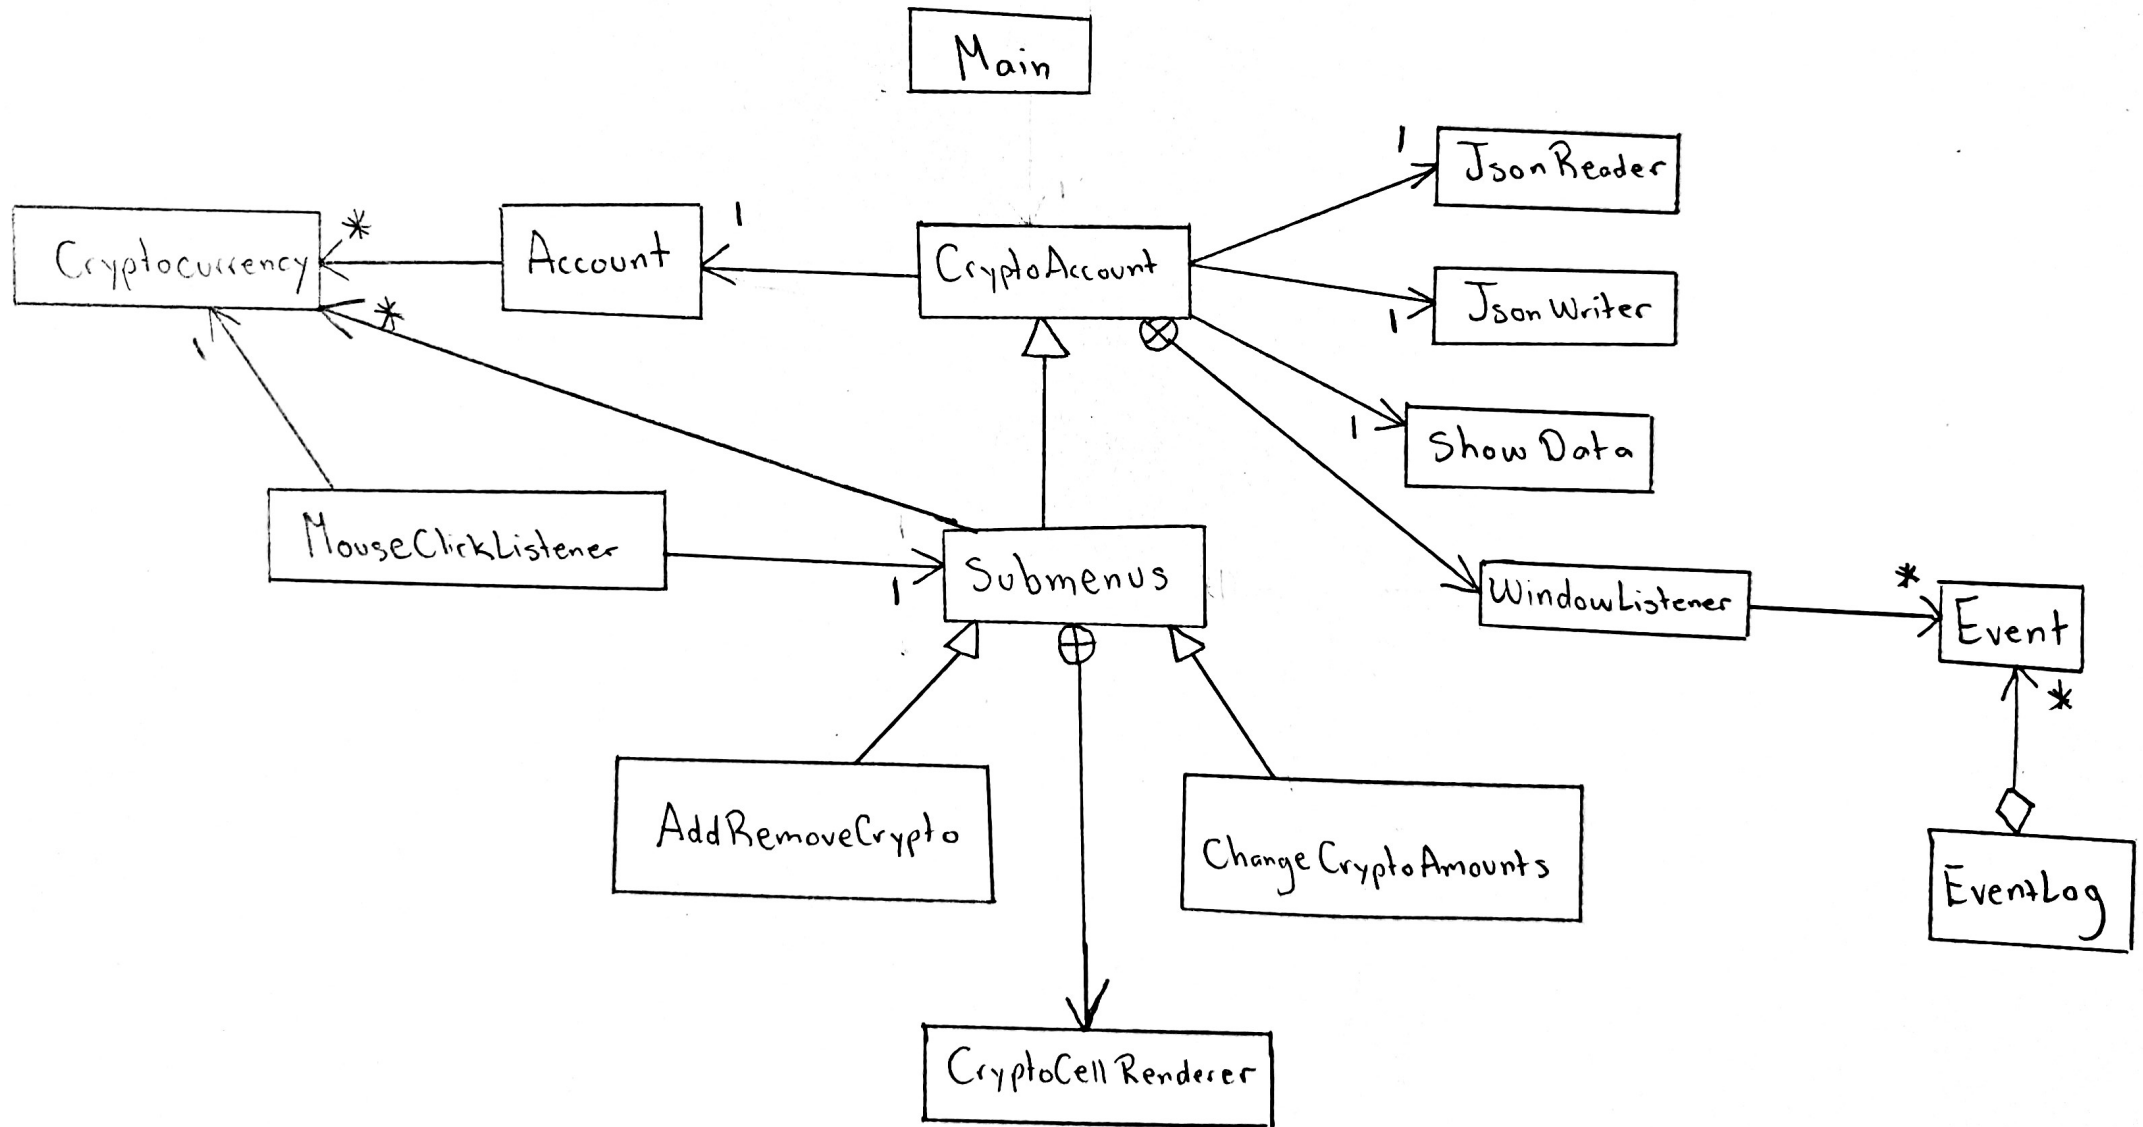 Main
JsonReader
1
Cryptocurrency
*
Account
1
CryptoAccount
JsonWriter
1
*
1
ShowData
1
MouseClickListener
1
Submenus
WindowListener
*
Event
*
AddRemoveCrypto
ChangeCryptoAmounts
EventLog
CryptoCellRenderer